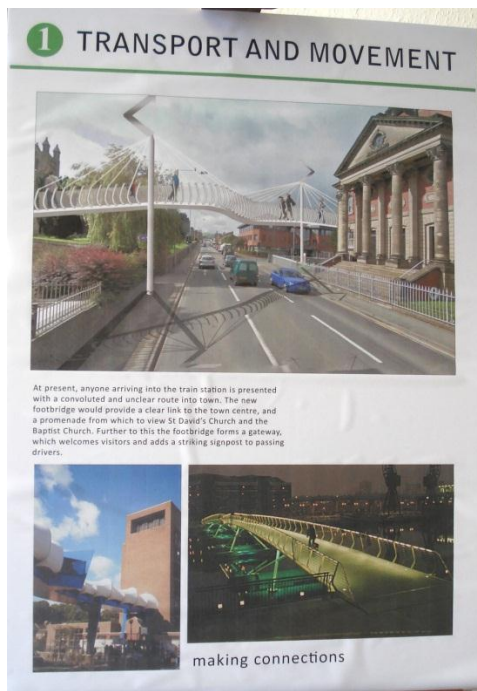 1 TRANSPORT AND MOVEMENT
At present, anyone arriving into the train station is presented
with a convoluted and unclear route into town. The new
footbridge would provide a clear link to the town centre, and
a promenade from which to view St David's Church and the
Baptist Church. Further to this the footbridge forms a gateway,
which welcomes visitors and adds a striking signpost to passing
drivers.
making connections